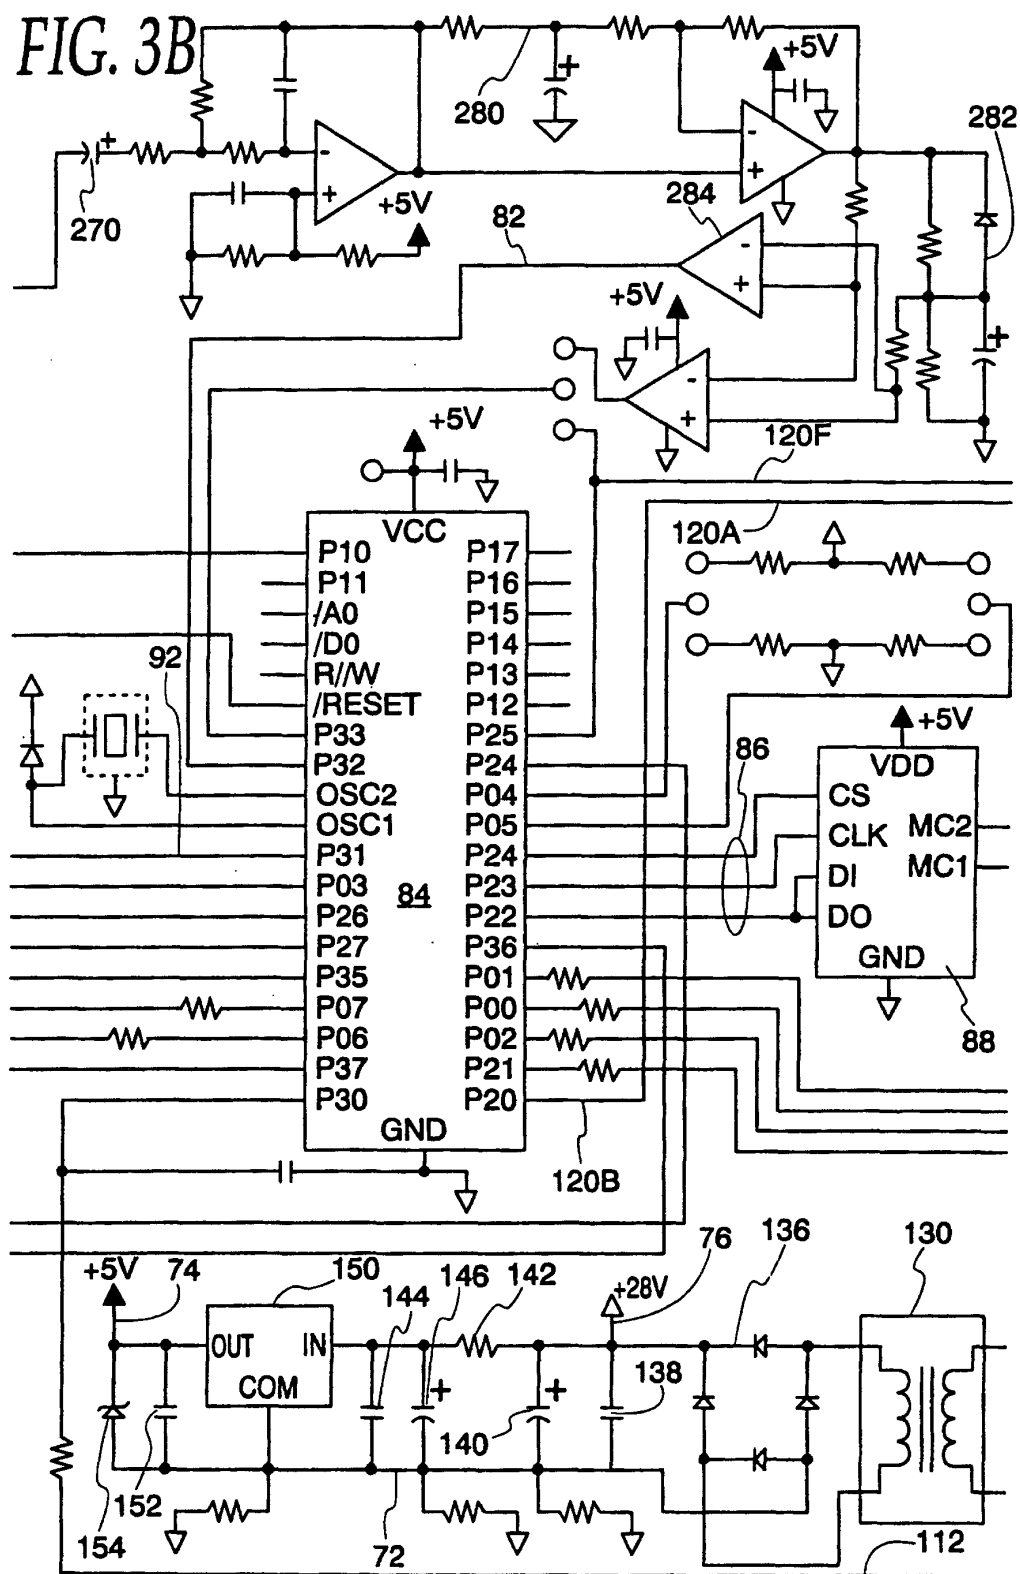 FIG. 3B
+5V
+
280
282
-
+
+
270
-
+
+5V
284
82
-
+
+5V
+
-
+
120F
+5V
120A
VCC
P10 P17
P11 P16
/A0 P15
/D0 P14
92
R//W P13
/RESET P12
P33 P25
P32 P24
OSC2 P04
OSC1 P05
P31 P24
P03 P23
P26 P22
P27 P36
P35 P01
P07 P00
P06 P02
P37 P21
P30 P20
84
GND
86
+5V
VDD
CS
CLK
DI
DO
MC2
MC1
GND
88
120B
+5V
74
150
144
146
142
+28V
76
136
130
OUT IN
COM
+
+
138
140
152
154
72
112